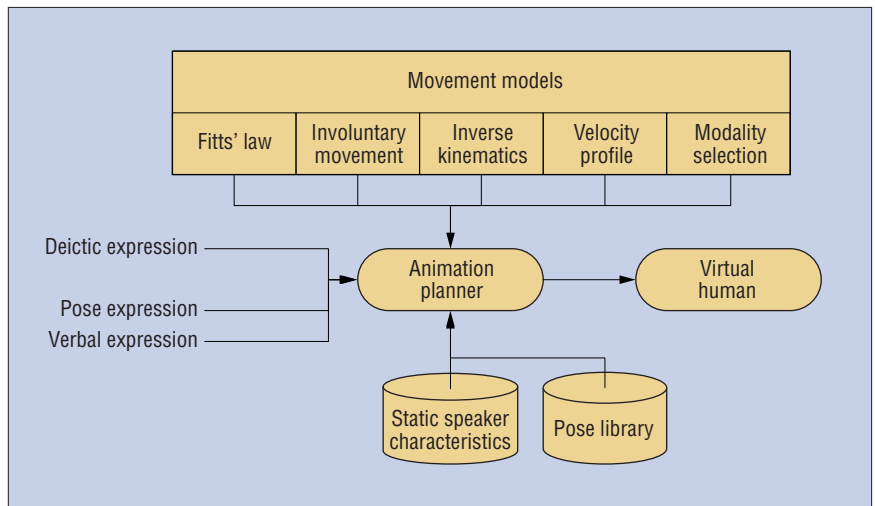 Movement models
Fitts' law
Involuntary
movement
Inverse
kinematics
Velocity
profile
Modality
selection
Deictic expression
Pose expression
Verbal expression
Animation
planner
Virtual
human
Static speaker
characteristics
Pose library